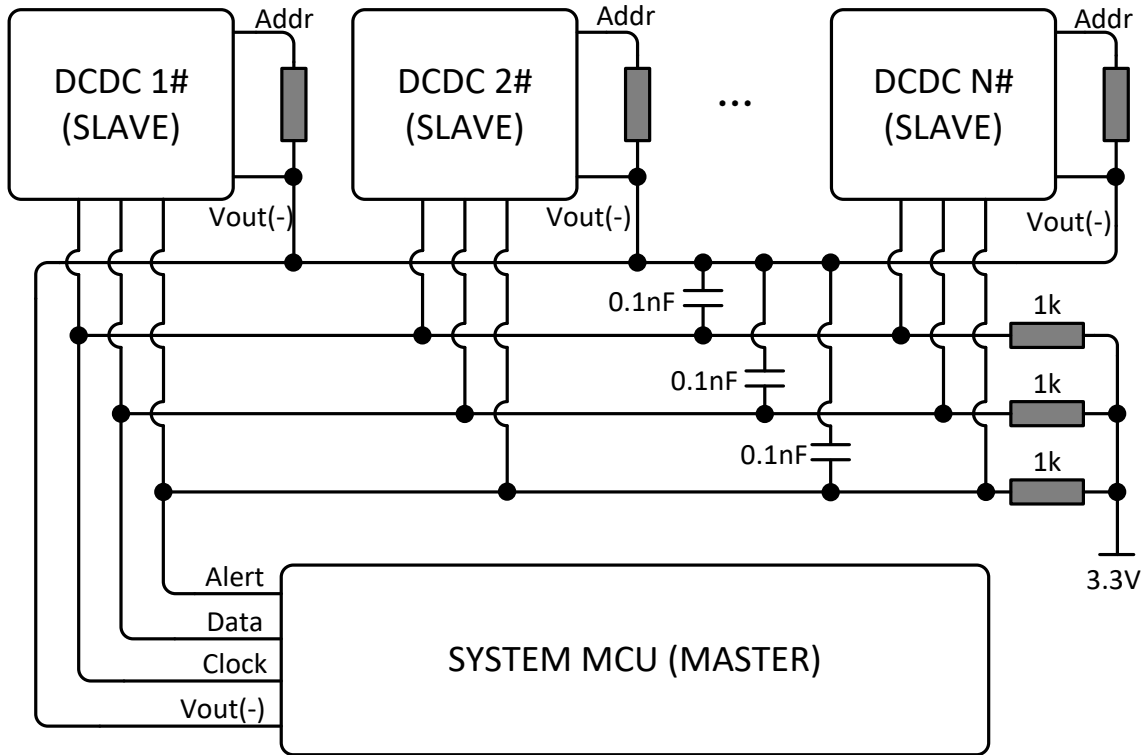 Addr
Addr
Addr
DCDC 1#
(SLAVE)
DCDC 2#
(SLAVE)
...
DCDC N#
(SLAVE)
Vout(-)
Vout(-)
Vout(-)
0.1nF
1k
0.1nF
1k
0.1nF
1k
3.3V
Alert
Data
Clock
Vout(-)
SYSTEM MCU (MASTER)